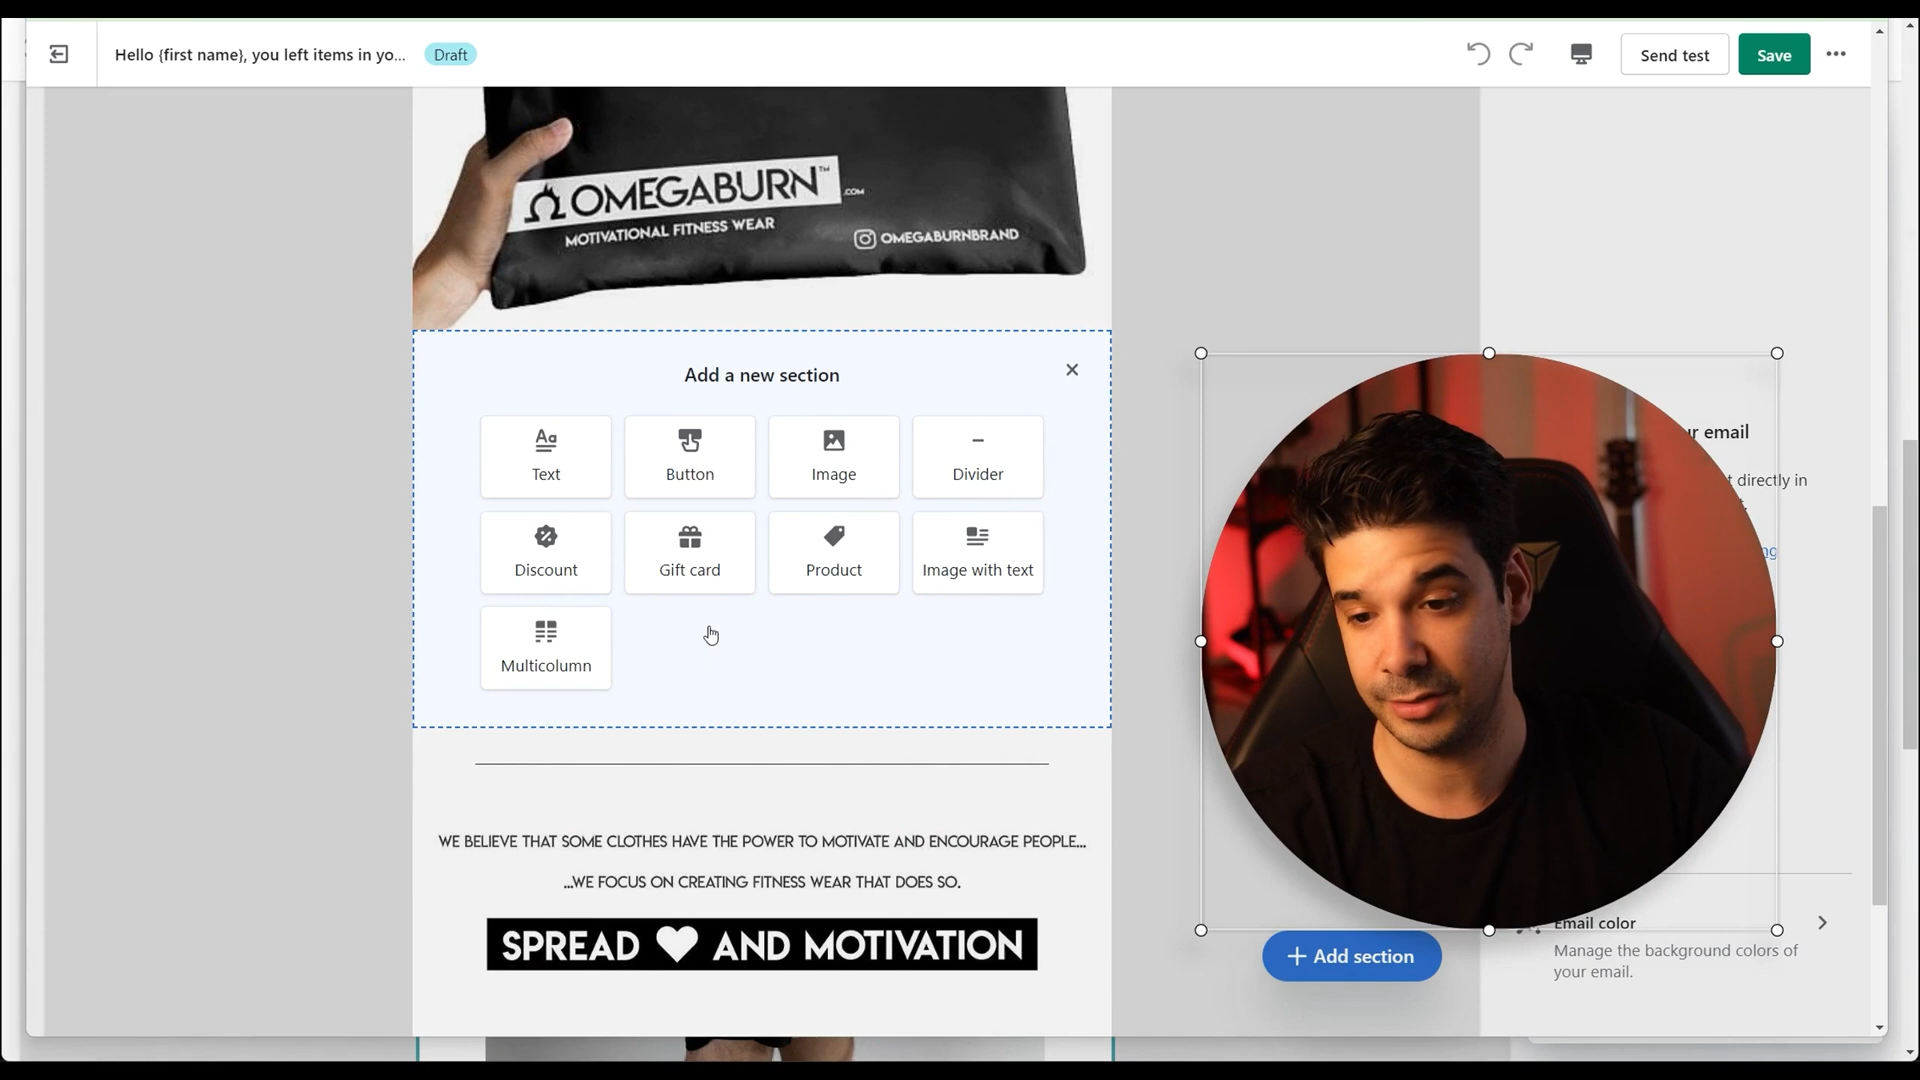 Hello {first name}, you left items in yo...
Draft
Send test
Save
OMEGABURN™
.COM
MOTIVATIONAL FITNESS WEAR
OMEGABURNBRAND
Add a new section
Text
Button
Image
Divider
Discount
Gift card
Product
Image with text
Multicolumn
r email
t directly in
ng
WE BELIEVE THAT SOME CLOTHES HAVE THE POWER TO MOTIVATE AND ENCOURAGE PEOPLE...
...WE FOCUS ON CREATING FITNESS WEAR THAT DOES SO.
SPREAD ♥ AND MOTIVATION
Add section
Email color
Manage the background colors of
your email.